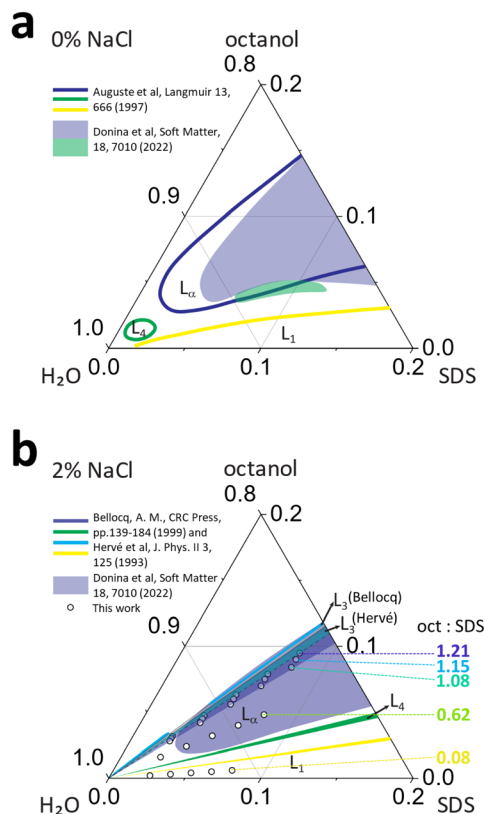 a
0% NaCl
octanol
0.8
0.2
Auguste et al, Langmuir 13,
666 (1997)
Donina et al, Soft Matter,
18, 7010 (2022)
0.9
0.1
Lα
L4
1.0
L1
0.0
0.0
0.1
0.2
H₂O
SDS
b
2% NaCl
octanol
0.8
0.2
Bellocq, A. M., CRC Press,
pp.139-184 (1999) and
Hervé et al, J. Phys. II 3,
125 (1993)
Donina et al, Soft Matter
18, 7010 (2022)
This work
L3(Bellocq)
L3(Hervé)
oct : SDS
0.9
0.1
1.21
1.15
1.08
L4
Lα
0.62
1.0
L1
0.08
0.0
0.0
0.1
0.2
H₂O
SDS